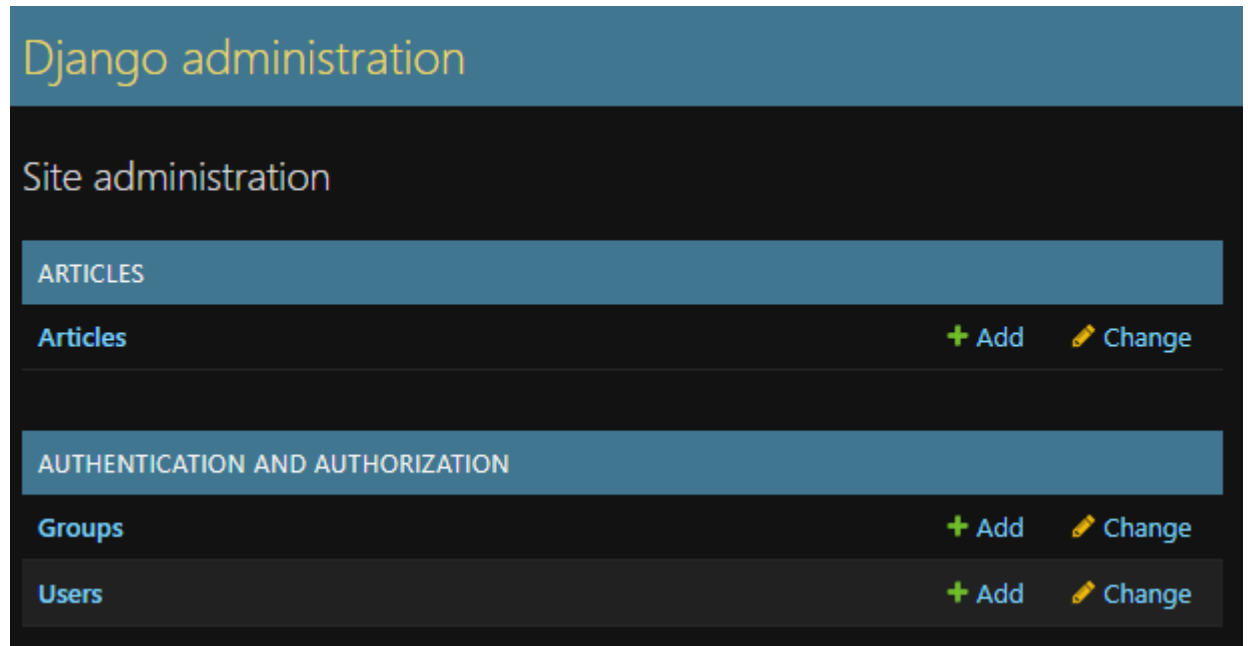 Django administration
Site administration
ARTICLES
Articles Add Change
AUTHENTICATION AND AUTHORIZATION
Groups Add Change
Users Add Change